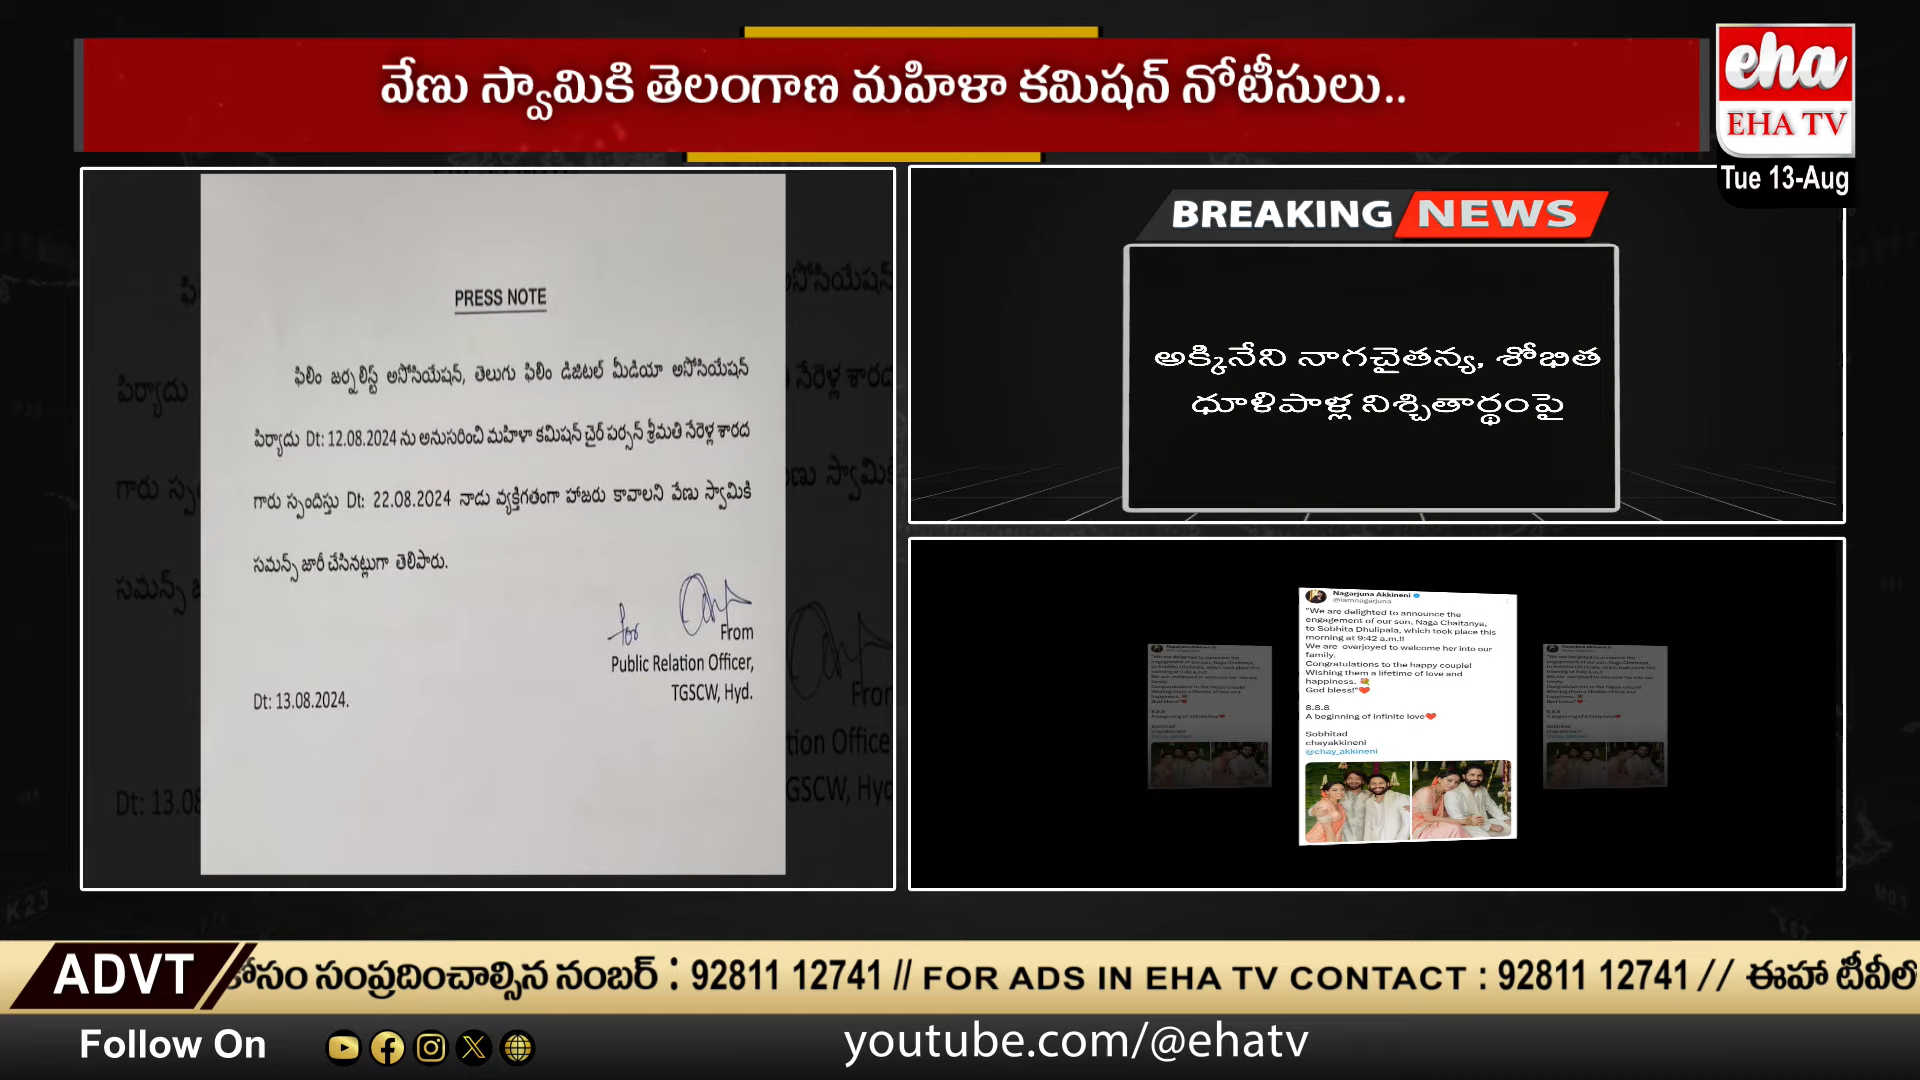 వేణు స్వామికి తెలంగాణ మహిళా కమిషన్ నోటీసులు..
eha
EHA TV
Tue 13-Aug
PRESS NOTE
ఫిలిం జర్నలిస్ట్ అసోసియేషన్, తెలుగు ఫిలిం డిజిటల్ మీడియా అసోసియేషన్
పిర్యాదు Dt: 12.08.2024 ను అనుసరించి మహిళా కమిషన్ చైర్ పర్సన్ శ్రీమతి నేరెళ్ల శారద
గారు స్పందిస్తు Dt: 22.08.2024 నాడు వ్యక్తిగతంగా హాజరు కావాలని వేణు స్వామికి
సమన్స్ జారీ చేసినట్లుగా తెలిపారు.
for
From
Public Relation Officer,
TGSCW, Hyd.
Dt: 13.08.2024.
BREAKING NEWS
అక్కినేని నాగచైతన్య, శోభిత
ధూళిపాళ్ల నిశ్చితార్థంపై
Nagarjuna Akkineni
@iamnagarjuna
"We are delighted to announce the
engagement of our son, Naga Chaitanya,
to Sobhita Dhulipala, which took place this
morning at 9:42 a.m.!!
We are overjoyed to welcome her into our
family.
Congratulations to the happy couple!
Wishing them a lifetime of love and
happiness. 💐
God bless!"❤️
8.8.8
A beginning of infinite love❤️
Sobhitad
chayakkineni
@chay_akkineni
ADVT
కోసం సంప్రదించాల్సిన నంబర్ : 92811 12741 // FOR ADS IN EHA TV CONTACT : 92811 12741 // ఈహా టీవీలో
Follow On
youtube.com/@ehatv